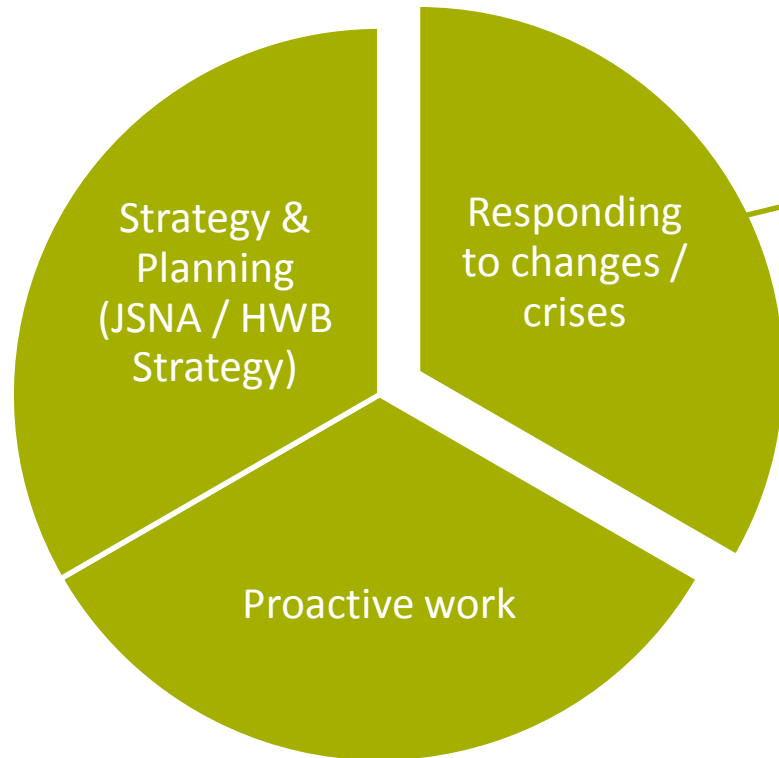 Strategy &
Planning
(JSNA / HWB
Strategy)
Responding
to changes /
crises
Proactive work